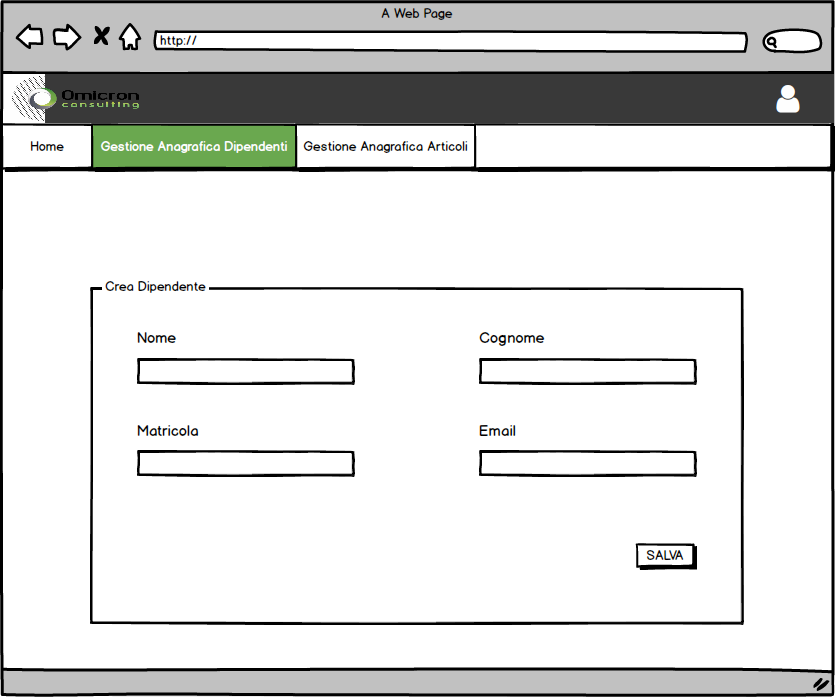 A Web Page
http://
Omicron
consulting
Home
Gestione Anagrafica Dipendenti
Gestione Anagrafica Articoli
Crea Dipendente
Nome
Cognome
Matricola
Email
SALVA